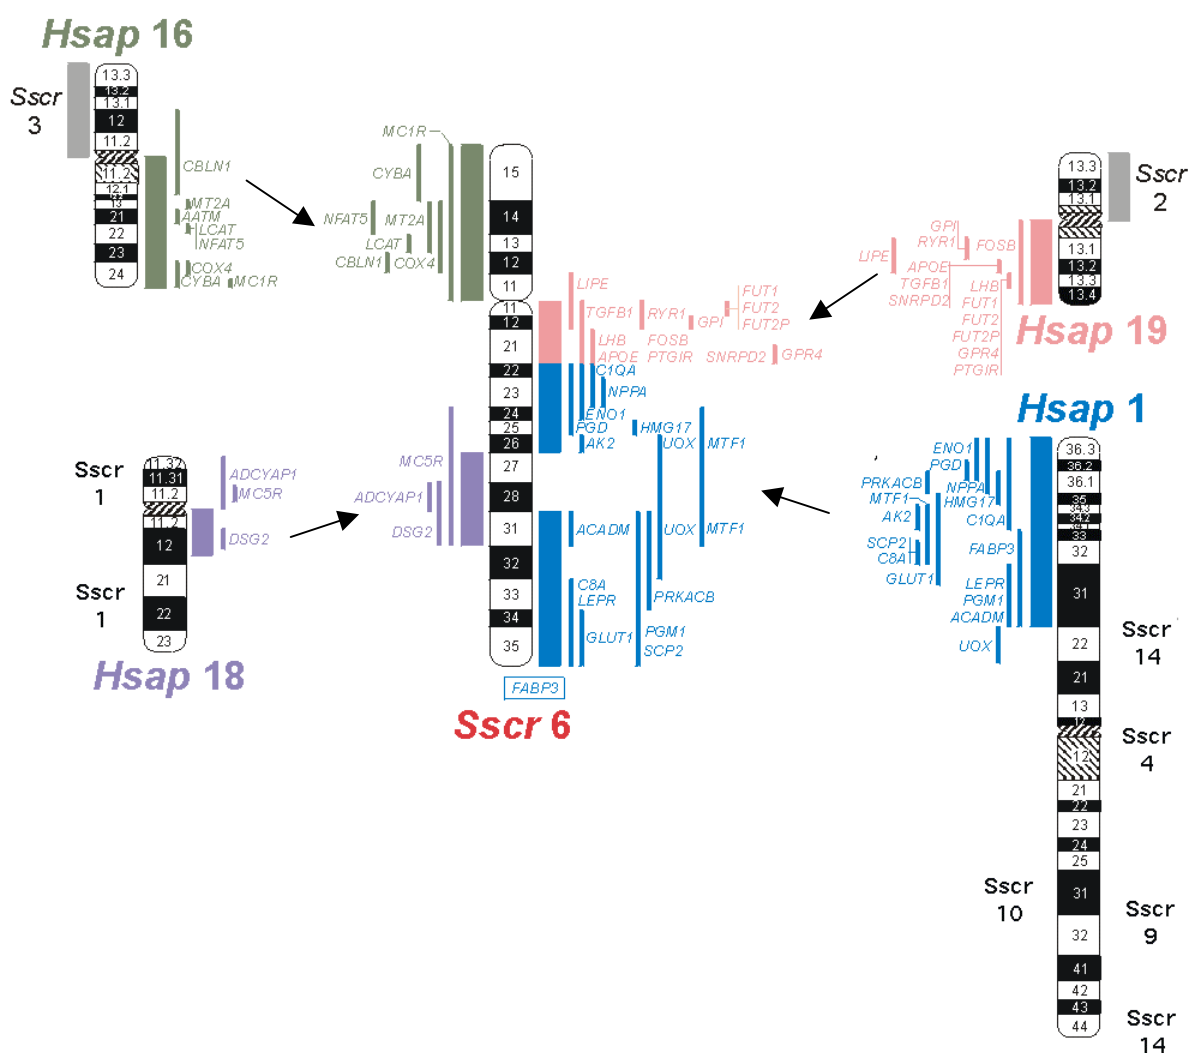 Hsap 16
Sscr
3
13.3
13.2
13.1
12
11.2
11.2
12.1
13
21
22
23
24
CBLN1
MT2A
AATM
LCAT
NFAT5
COX4
CYBA
MC1R
MC1R
CYBA
NFAT5
MT2A
LCAT
CBLN1
COX4
15
14
13
12
11
11
12
21
22
23
24
25
26
27
28
31
32
33
34
35
LIPE
TGFB1
RYR1
GPI
FUT1
FUT2
FUT2P
LHB
FOSB
APOE
PTGIR
SNRPD2
GPR4
C1QA
NPPA
ENO1
PGD
HMG17
AK2
UOX
MTF1
ACADM
UOX
MTF1
C8A
LEPR
PRKACB
GLUT1
PGM1
SCP2
FABP3
Sscr 6
MC5R
ADCYAP1
DSG2
Sscr
1
11.32
11.31
11.2
11.2
12
21
22
23
ADCYAP1
MC5R
DSG2
Sscr
1
Hsap 18
13.3
13.2
13.1
13.1
13.2
13.3
13.4
Sscr
2
GPI
RYR1
FOSB
LIPE
APOE
TGFB1
SNRPD2
LHB
FUT1
FUT2
FUT2P
GPR4
PTGIR
Hsap 19
Hsap 1
ENO1
PGD
PRKACB
NPPA
MTF1
HMG17
AK2
C1QA
SCP2
C8A
FABP3
GLUT1
LEPR
PGM1
ACADM
UOX
36.3
36.2
36.1
35
34.3
34.2
34.1
33
32
31
22
21
13
12
12
21
22
23
24
25
31
32
41
42
43
44
Sscr
14
Sscr
4
Sscr
10
Sscr
9
Sscr
14